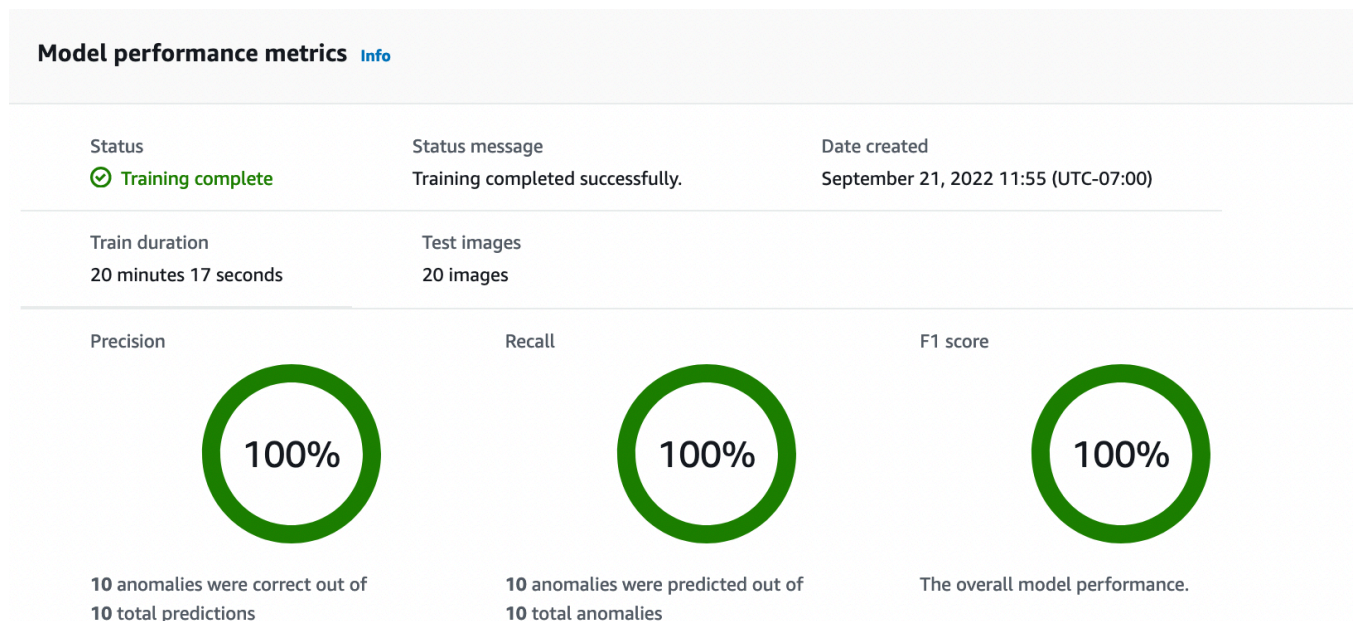 Model performance metrics Info
Status
Training complete
Status message
Training completed successfully.
Date created
September 21, 2022 11:55 (UTC-07:00)
Train duration
20 minutes 17 seconds
Test images
20 images
Precision
100%
10 anomalies were correct out of
10 total predictions
Recall
100%
10 anomalies were predicted out of
10 total anomalies
F1 score
100%
The overall model performance.